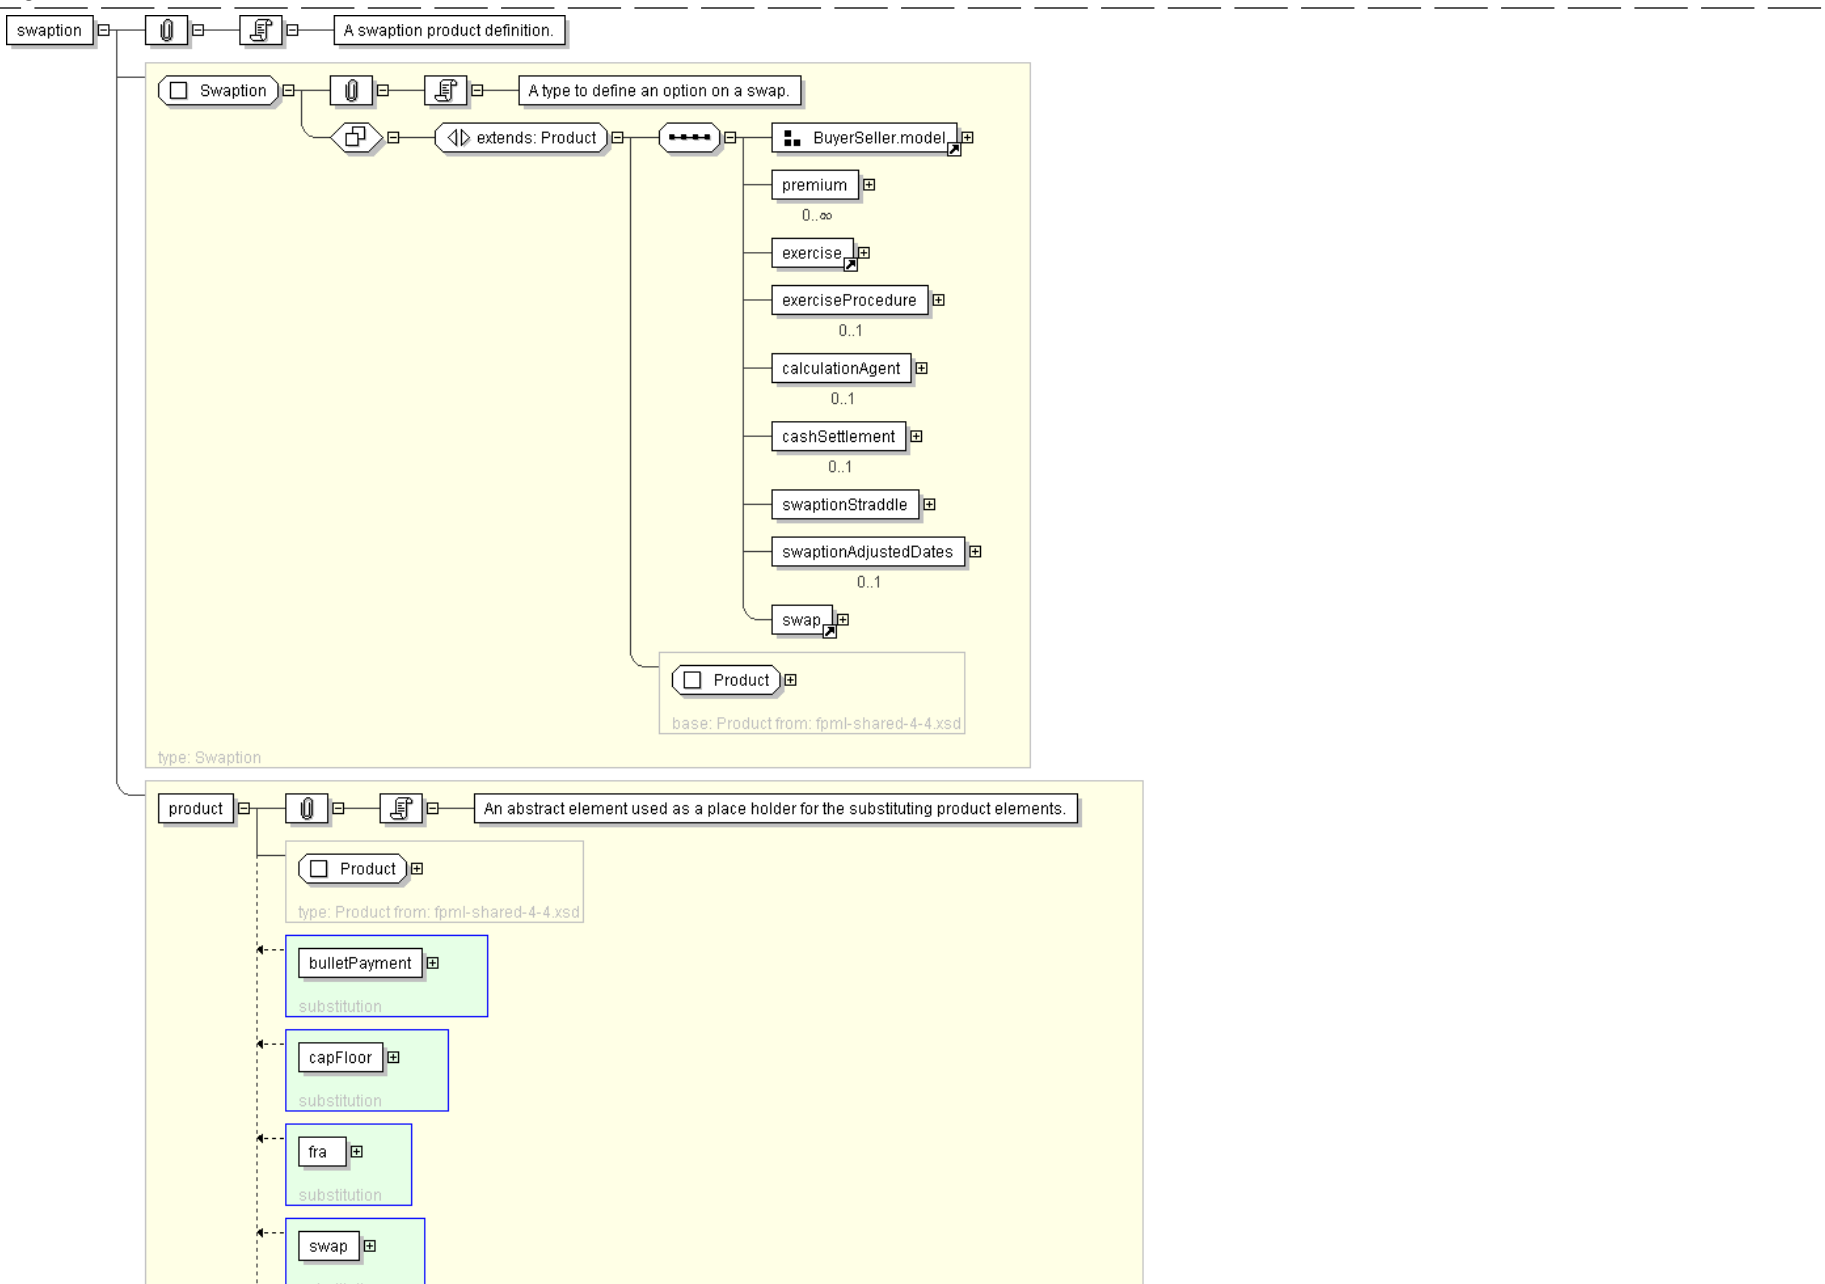 swaption
A swaption product definition.
Swaption
A type to define an option on a swap.
extends: Product
BuyerSeller.model
premium
0..∞
exercise
exerciseProcedure
0..1
calculationAgent
0..1
cashSettlement
0..1
swaptionStraddle
swaptionAdjustedDates
0..1
swap
Product
base: Product from: fpml-shared-4-4.xsd
type: Swaption
product
An abstract element used as a place holder for the substituting product elements.
Product
type: Product from: fpml-shared-4-4.xsd
bulletPayment
substitution
capFloor
substitution
fra
substitution
swap